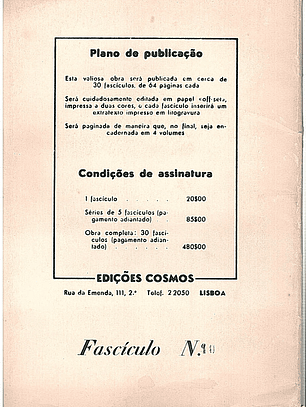 Plano de publicação
Esta valiosa obra será publicada em cerca de
30 fascículos, de 64 páginas cada
Será cuidadosamente editada em papel «off-set»,
impressa a duas cores, e cada fascículo inserirá um
extratexto impresso em litogravura
Será paginada de maneira que, no final, seja en-
cadernada em 4 volumes
Condições de assinatura
1 fascículo . . . . . 20$00
Séries de 5 fascículos (pa-
gamento adiantado) 85$00
Obra completa: 30 fascí-
culos (pagamento adian-
tado) . . . . . 480$00
EDIÇÕES COSMOS
Rua da Emenda, 111, 2.º Telef. 2 2050 LISBOA
Fascículo N.